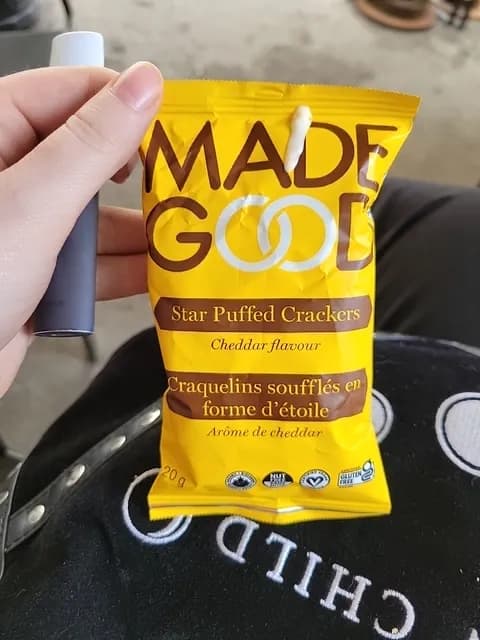 MADE
GOOD
Star Puffed Crackers
Cheddar flavour
Craquelins soufflés en
forme d'étoile
Arôme de cheddar
20 g
NUT
GLUTEN
FREE
CHILD